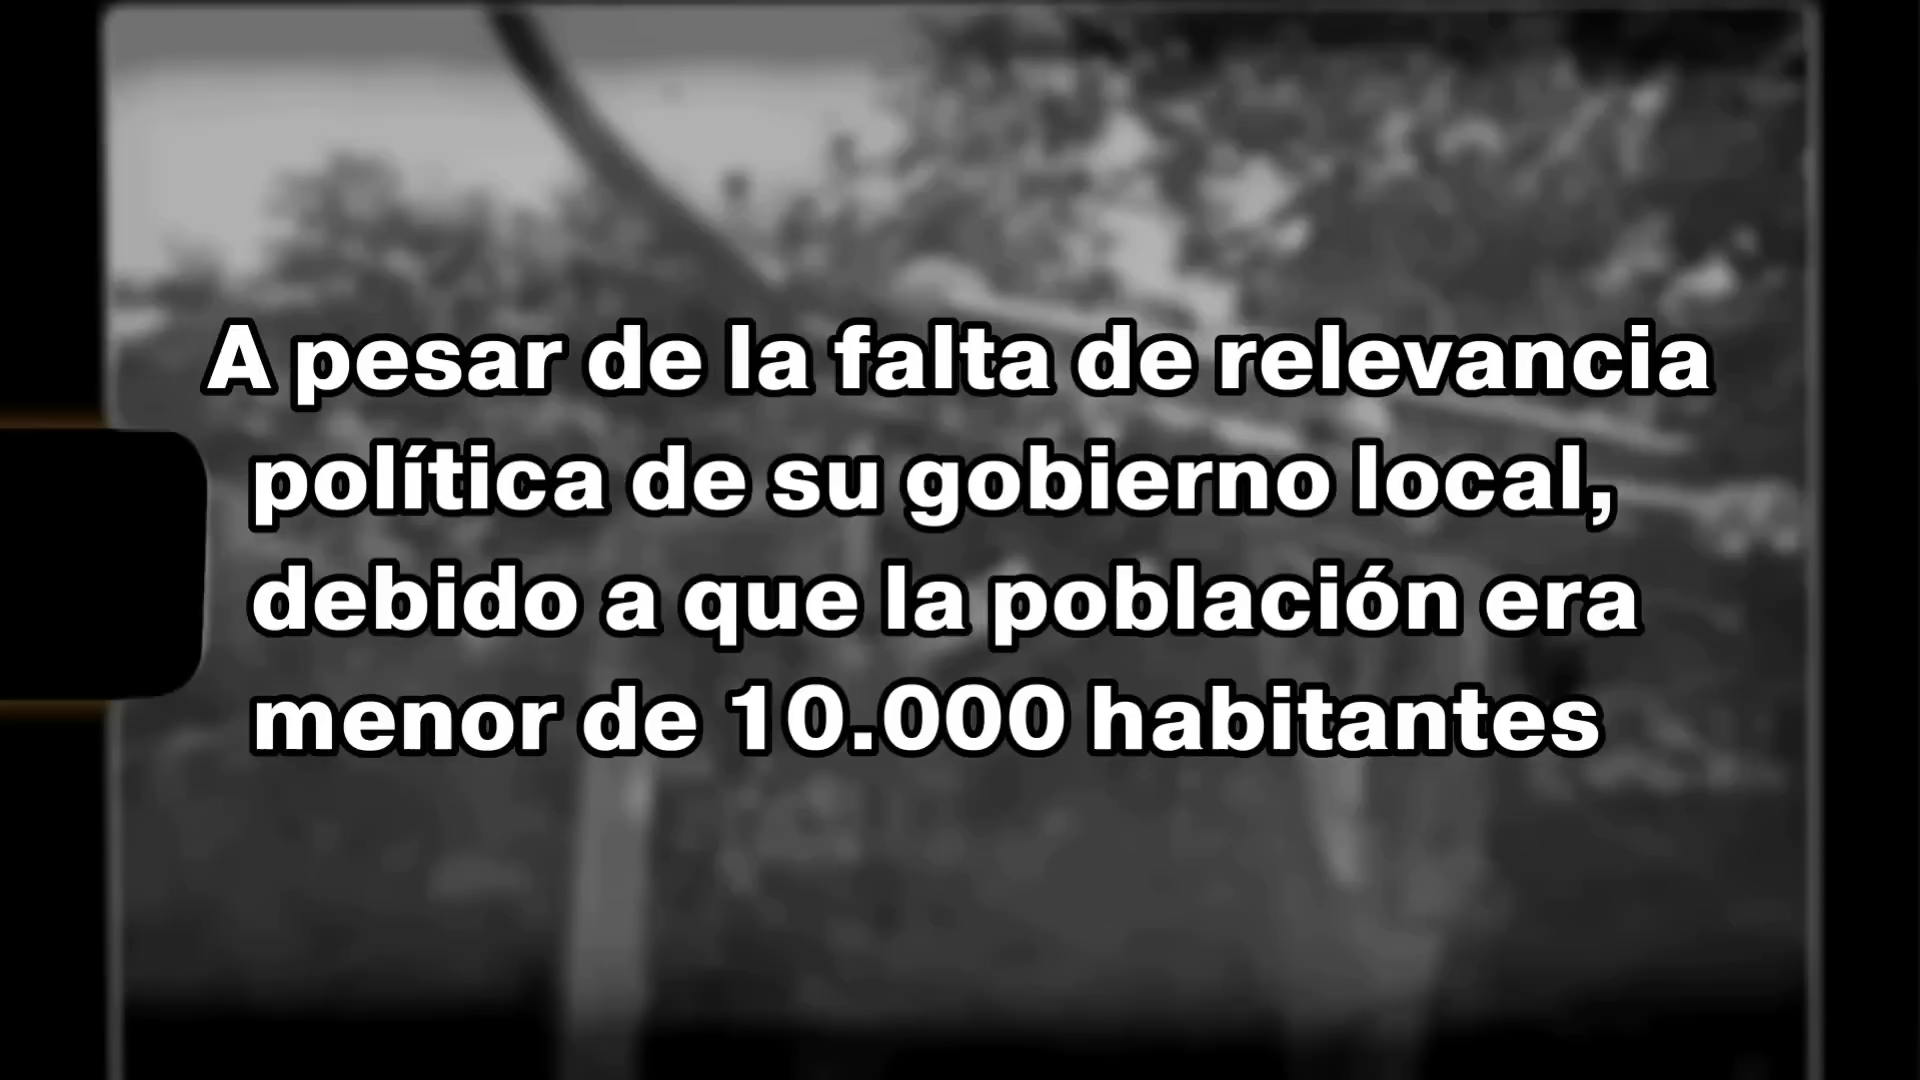 A pesar de la falta de relevancia
política de su gobierno local,
debido a que la población era
menor de 10.000 habitantes